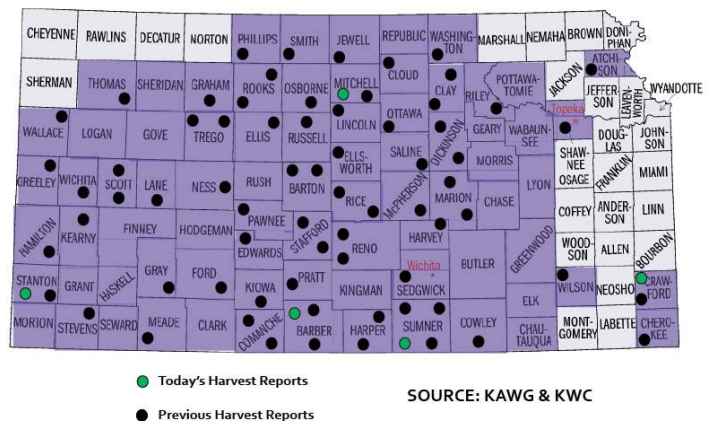 CHEYENNE RAWLINS DECATUR NORTON PHILLIPS SMITH JEWELL REPUBLIC WASHING-
TON MARSHALL NEMAHA BROWN DONI-
PHAN
SHERMAN THOMAS SHERIDAN GRAHAM ROOKS OSBORNE MITCHELL CLOUD CLAY RILEY POTTAWA-
TOMIE JACKSON ATCHI-
SON JEFFER-
SON LEAVEN-
WORTH WYANDOTTE
WALLACE LOGAN GOVE TREGO ELLIS RUSSELL LINCOLN OTTAWA DICKINSON GEARY WABAUN-
SEE Topeka
*
SHAW-
NEE DOUG-
LAS JOHN-
SON
GREELEY WICHITA SCOTT LANE NESS RUSH BARTON ELLS-
WORTH SALINE MORRIS OSAGE FRANKLIN MIAMI
HAMILTON KEARNY FINNEY HODGEMAN PAWNEE STAFFORD RICE McPHERSON MARION CHASE LYON COFFEY ANDER-
SON LINN
STANTON GRANT HASKELL GRAY FORD EDWARDS KIOWA PRATT RENO HARVEY BUTLER GREENWOOD WOOD-
SON ALLEN BOURBON
Wichita
*
KINGMAN SEDGWICK ELK WILSON NEOSHO CRAW-
FORD
MORTON STEVENS SEWARD MEADE CLARK COMANCHE BARBER HARPER SUMNER COWLEY CHAU-
TAUQUA MONT-
GOMERY LABETTE CHERO-
KEE
Today's Harvest Reports
Previous Harvest Reports
SOURCE: KAWG & KWC